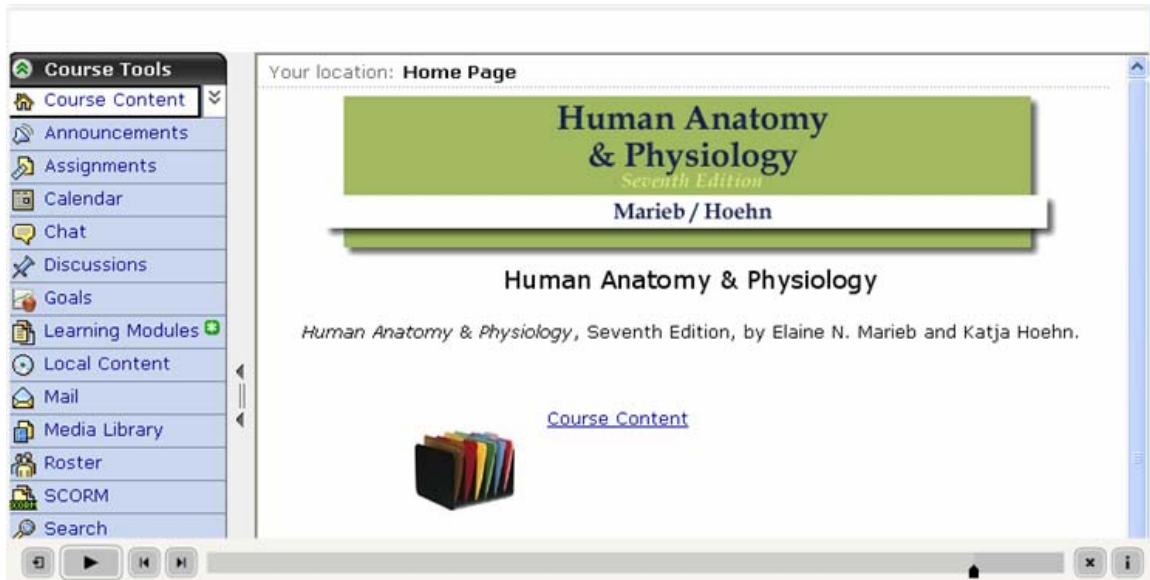 Course Tools
Course Content
Announcements
Assignments
Calendar
Chat
Discussions
Goals
Learning Modules
Local Content
Mail
Media Library
Roster
SCORM
Search
Your location: Home Page
Human Anatomy
& Physiology
Seventh Edition
Marieb / Hoehn
Human Anatomy & Physiology
Human Anatomy & Physiology, Seventh Edition, by Elaine N. Marieb and Katja Hoehn.
Course Content